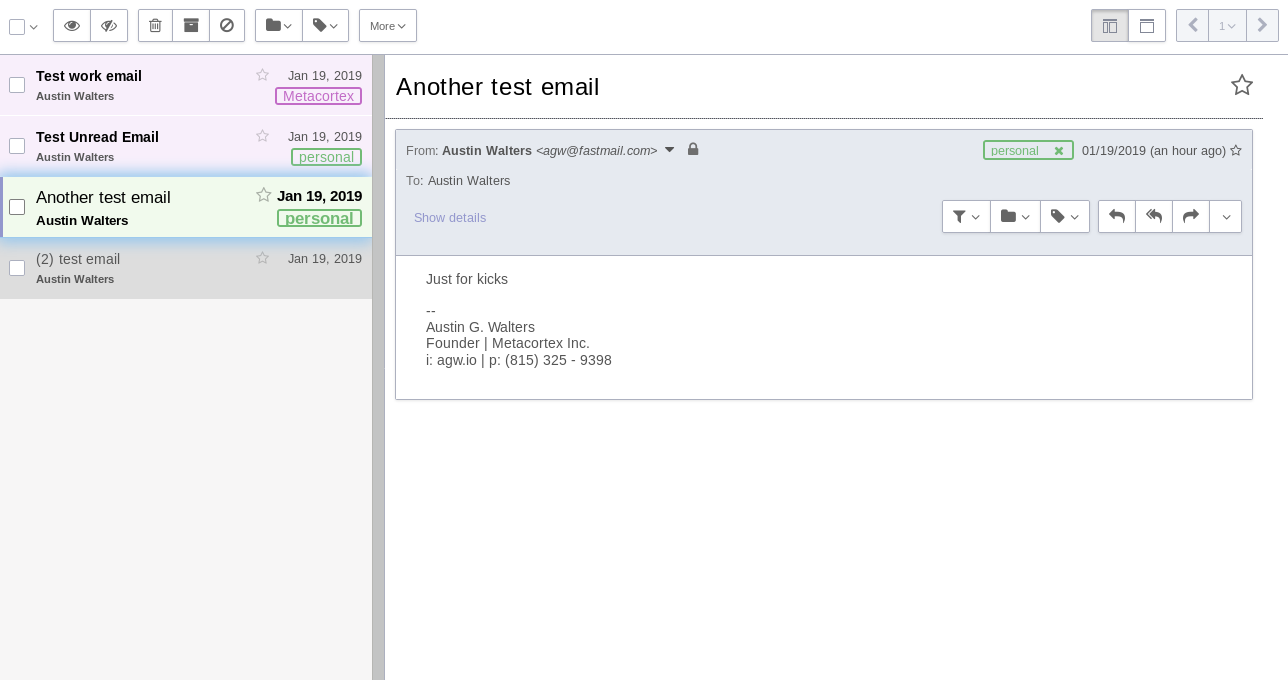 More
1
Test work email
Jan 19, 2019
Austin Walters
Metacortex
Test Unread Email
Jan 19, 2019
Austin Walters
personal
Another test email
Jan 19, 2019
Austin Walters
personal
(2) test email
Jan 19, 2019
Austin Walters
Another test email
From: Austin Walters <agw@fastmail.com>
personal
01/19/2019 (an hour ago)
To: Austin Walters
Show details
Just for kicks
--
Austin G. Walters
Founder | Metacortex Inc.
i: agw.io | p: (815) 325 - 9398